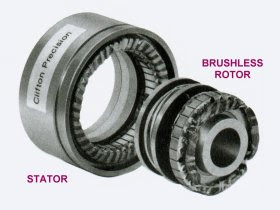 Clifton Precision
BRUSHLESS
ROTOR
STATOR